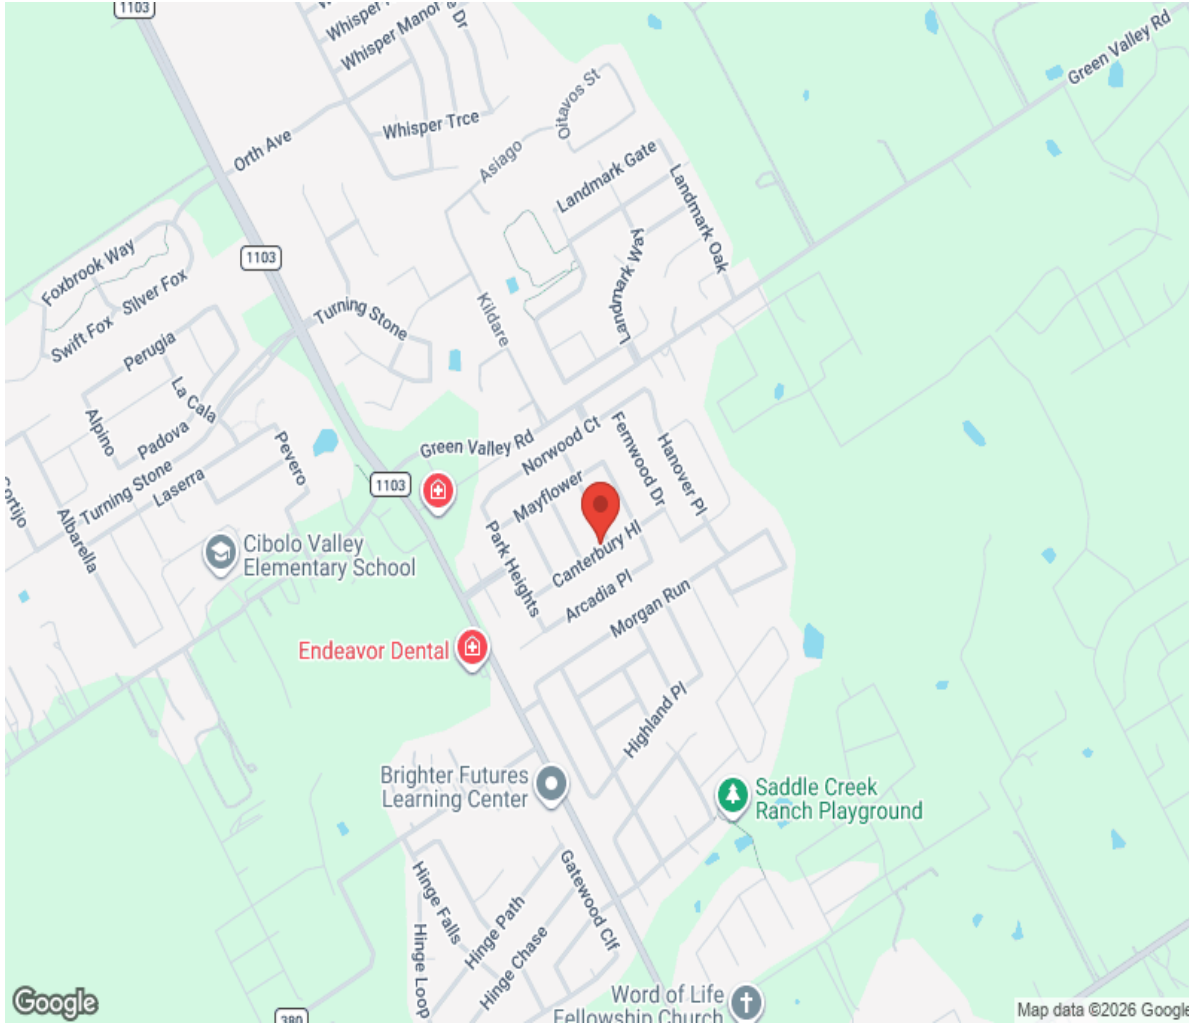 1103
Whisper Manor
Dr
Green Valley Rd
Oitavos St
Whisper Trce
Orth Ave
Asiago
Landmark Gate
Landmark Oak
1103
Foxbrook Way
Silver Fox
Swift Fox
Landmark Way
Turning Stone
Kildare
Perugia
La Cala
Alpino
Padova
Pevero
Green Valley Rd
Norwood Ct
Fernwood Dr
Hanover Pl
Turning Stone
Laserra
1103
Mayflower
Albarella
Cibolo Valley
Elementary School
Park Heights
Canterbury Hl
Arcadia Pl
Morgan Run
Endeavor Dental
Highland Pl
Brighter Futures
Learning Center
Saddle Creek
Ranch Playground
Hinge Falls
Gatewood Clf
Hinge Path
Hinge Loop
Hinge Chase
Word of Life
Fellowship Church
Google
380
Map data ©2026 Google